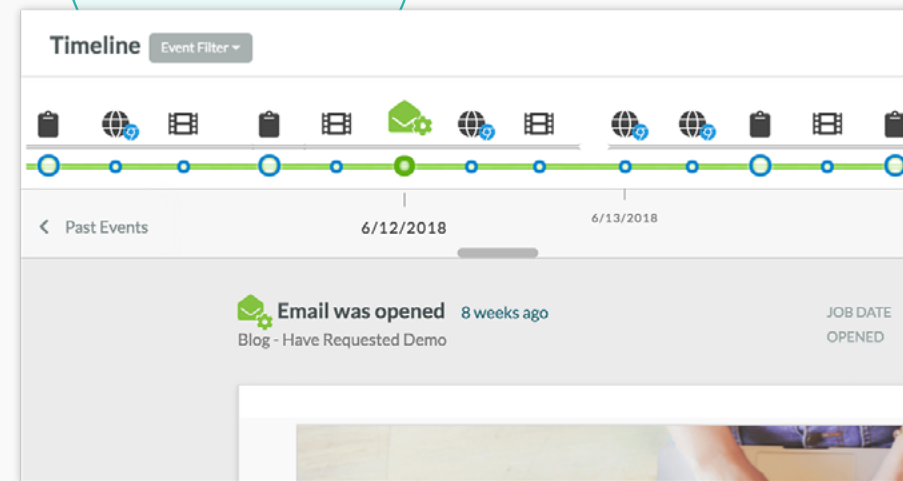 Timeline
Event Filter
6/13/2018
Past Events
6/12/2018
Email was opened 8 weeks ago
JOB DATE
Blog - Have Requested Demo
OPENED